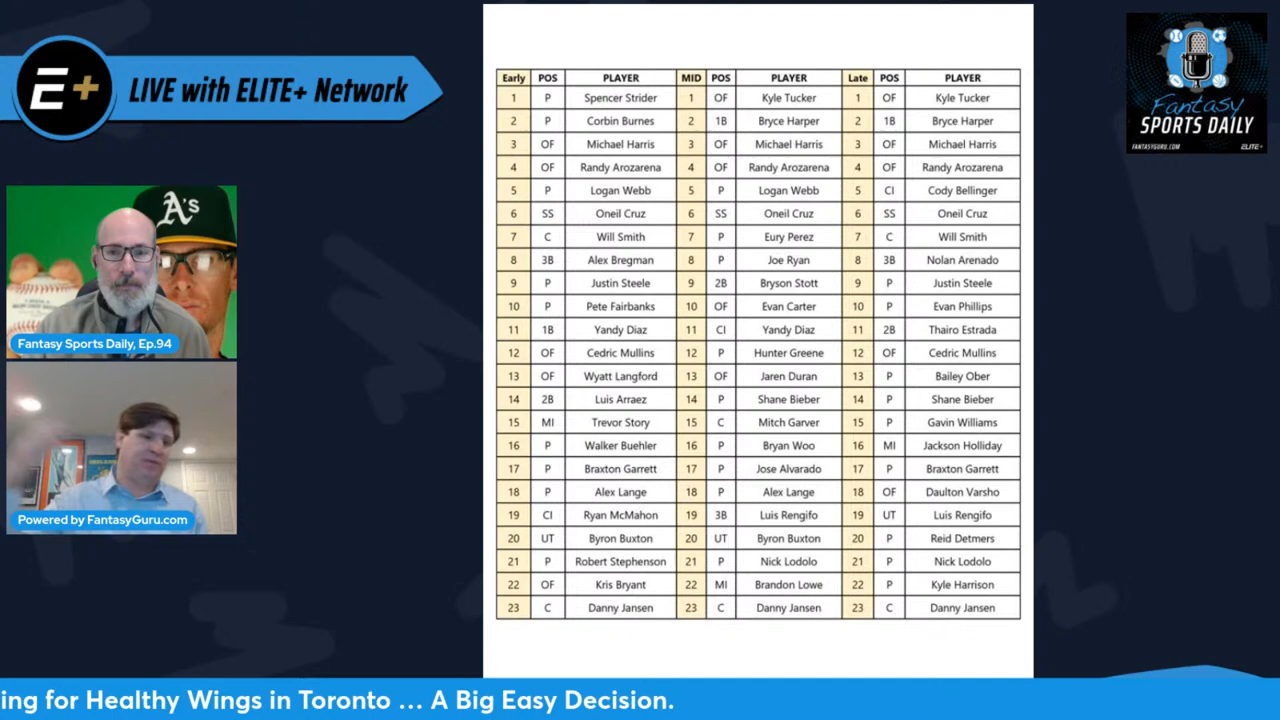 E+
LIVE with ELITE+ Network
A's
Fantasy Sports Daily, Ep.94
Powered by FantasyGuru.com
Early POS PLAYER MID POS PLAYER Late POS PLAYER
1 P Spencer Strider 1 OF Kyle Tucker 1 OF Kyle Tucker
2 P Corbin Burnes 2 1B Bryce Harper 2 1B Bryce Harper
3 OF Michael Harris 3 OF Michael Harris 3 OF Michael Harris
4 OF Randy Arozarena 4 OF Randy Arozarena 4 OF Randy Arozarena
5 P Logan Webb 5 P Logan Webb 5 CI Cody Bellinger
6 SS Oneil Cruz 6 SS Oneil Cruz 6 SS Oneil Cruz
7 C Will Smith 7 P Eury Perez 7 C Will Smith
8 3B Alex Bregman 8 P Joe Ryan 8 3B Nolan Arenado
9 P Justin Steele 9 2B Bryson Stott 9 P Justin Steele
10 P Pete Fairbanks 10 OF Evan Carter 10 P Evan Phillips
11 1B Yandy Diaz 11 CI Yandy Diaz 11 2B Thairo Estrada
12 OF Cedric Mullins 12 P Hunter Greene 12 OF Cedric Mullins
13 OF Wyatt Langford 13 OF Jaren Duran 13 P Bailey Ober
14 2B Luis Arraez 14 P Shane Bieber 14 P Shane Bieber
15 MI Trevor Story 15 C Mitch Garver 15 P Gavin Williams
16 P Walker Buehler 16 P Bryan Woo 16 MI Jackson Holliday
17 P Braxton Garrett 17 P Jose Alvarado 17 P Braxton Garrett
18 P Alex Lange 18 P Alex Lange 18 OF Daulton Varsho
19 CI Ryan McMahon 19 3B Luis Rengifo 19 UT Luis Rengifo
20 UT Byron Buxton 20 UT Byron Buxton 20 P Reid Detmers
21 P Robert Stephenson 21 P Nick Lodolo 21 P Nick Lodolo
22 OF Kris Bryant 22 MI Brandon Lowe 22 P Kyle Harrison
23 C Danny Jansen 23 C Danny Jansen 23 C Danny Jansen
Fantasy
SPORTS DAILY
FANTASYGURU.COM ELITE+
ing for Healthy Wings in Toronto … A Big Easy Decision.